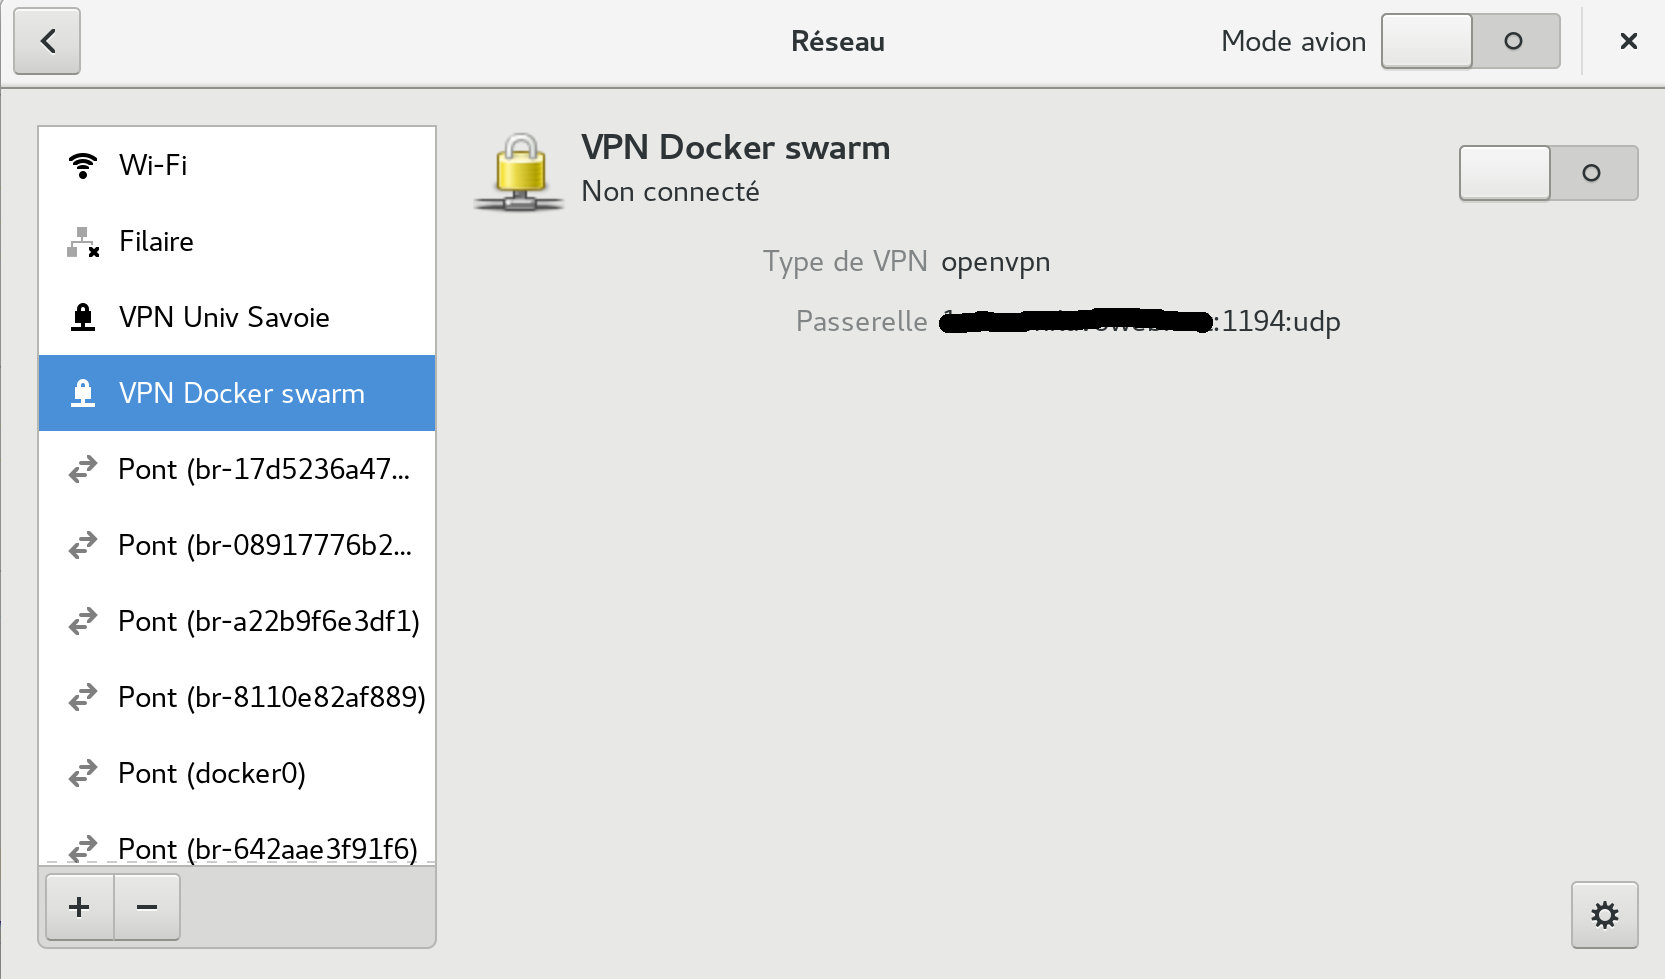 Réseau
Mode avion
Wi-Fi
Filaire
VPN Univ Savoie
VPN Docker swarm
Pont (br-17d5236a47...
Pont (br-08917776b2...
Pont (br-a22b9f6e3df1)
Pont (br-8110e82af889)
Pont (docker0)
Pont (br-642aae3f91f6)
VPN Docker swarm
Non connecté
Type de VPN openvpn
Passerelle :1194:udp